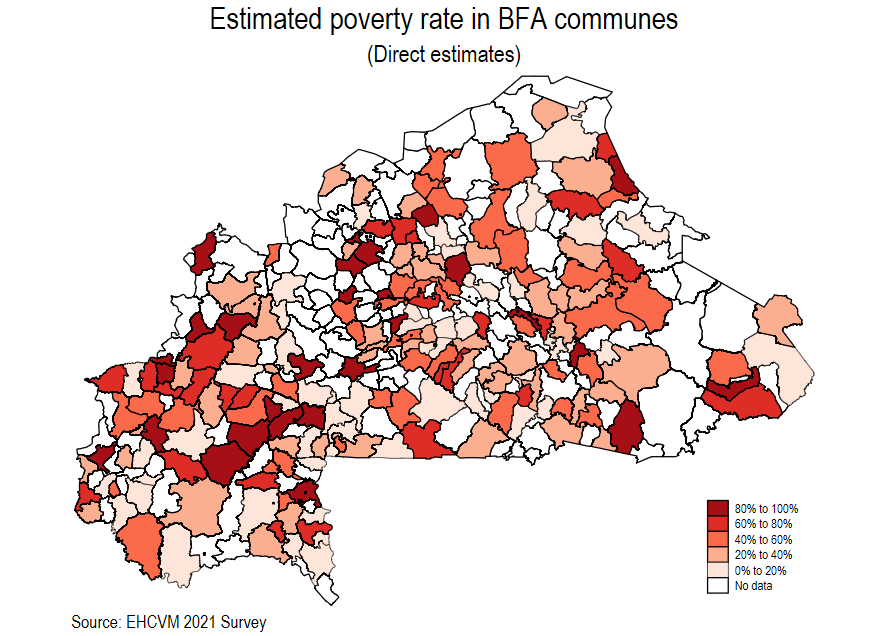 Estimated poverty rate in BFA communes
(Direct estimates)
80% to 100%
60% to 80%
40% to 60%
20% to 40%
0% to 20%
No data
Source: EHCVM 2021 Survey